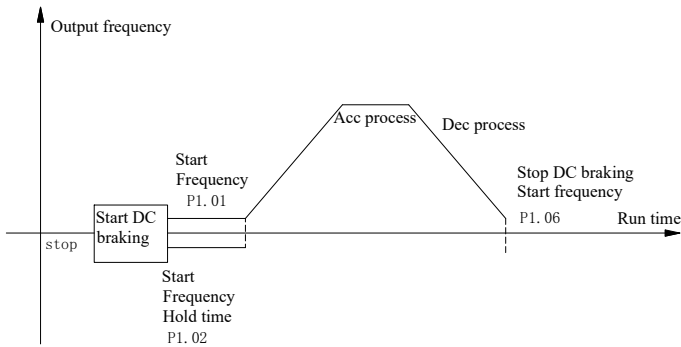 Output frequency
Acc process
Dec process
Start
Frequency
P1.01
Stop DC braking
Start frequency
P1.06
Run time
Start DC
braking
stop
Start
Frequency
Hold time
P1.02